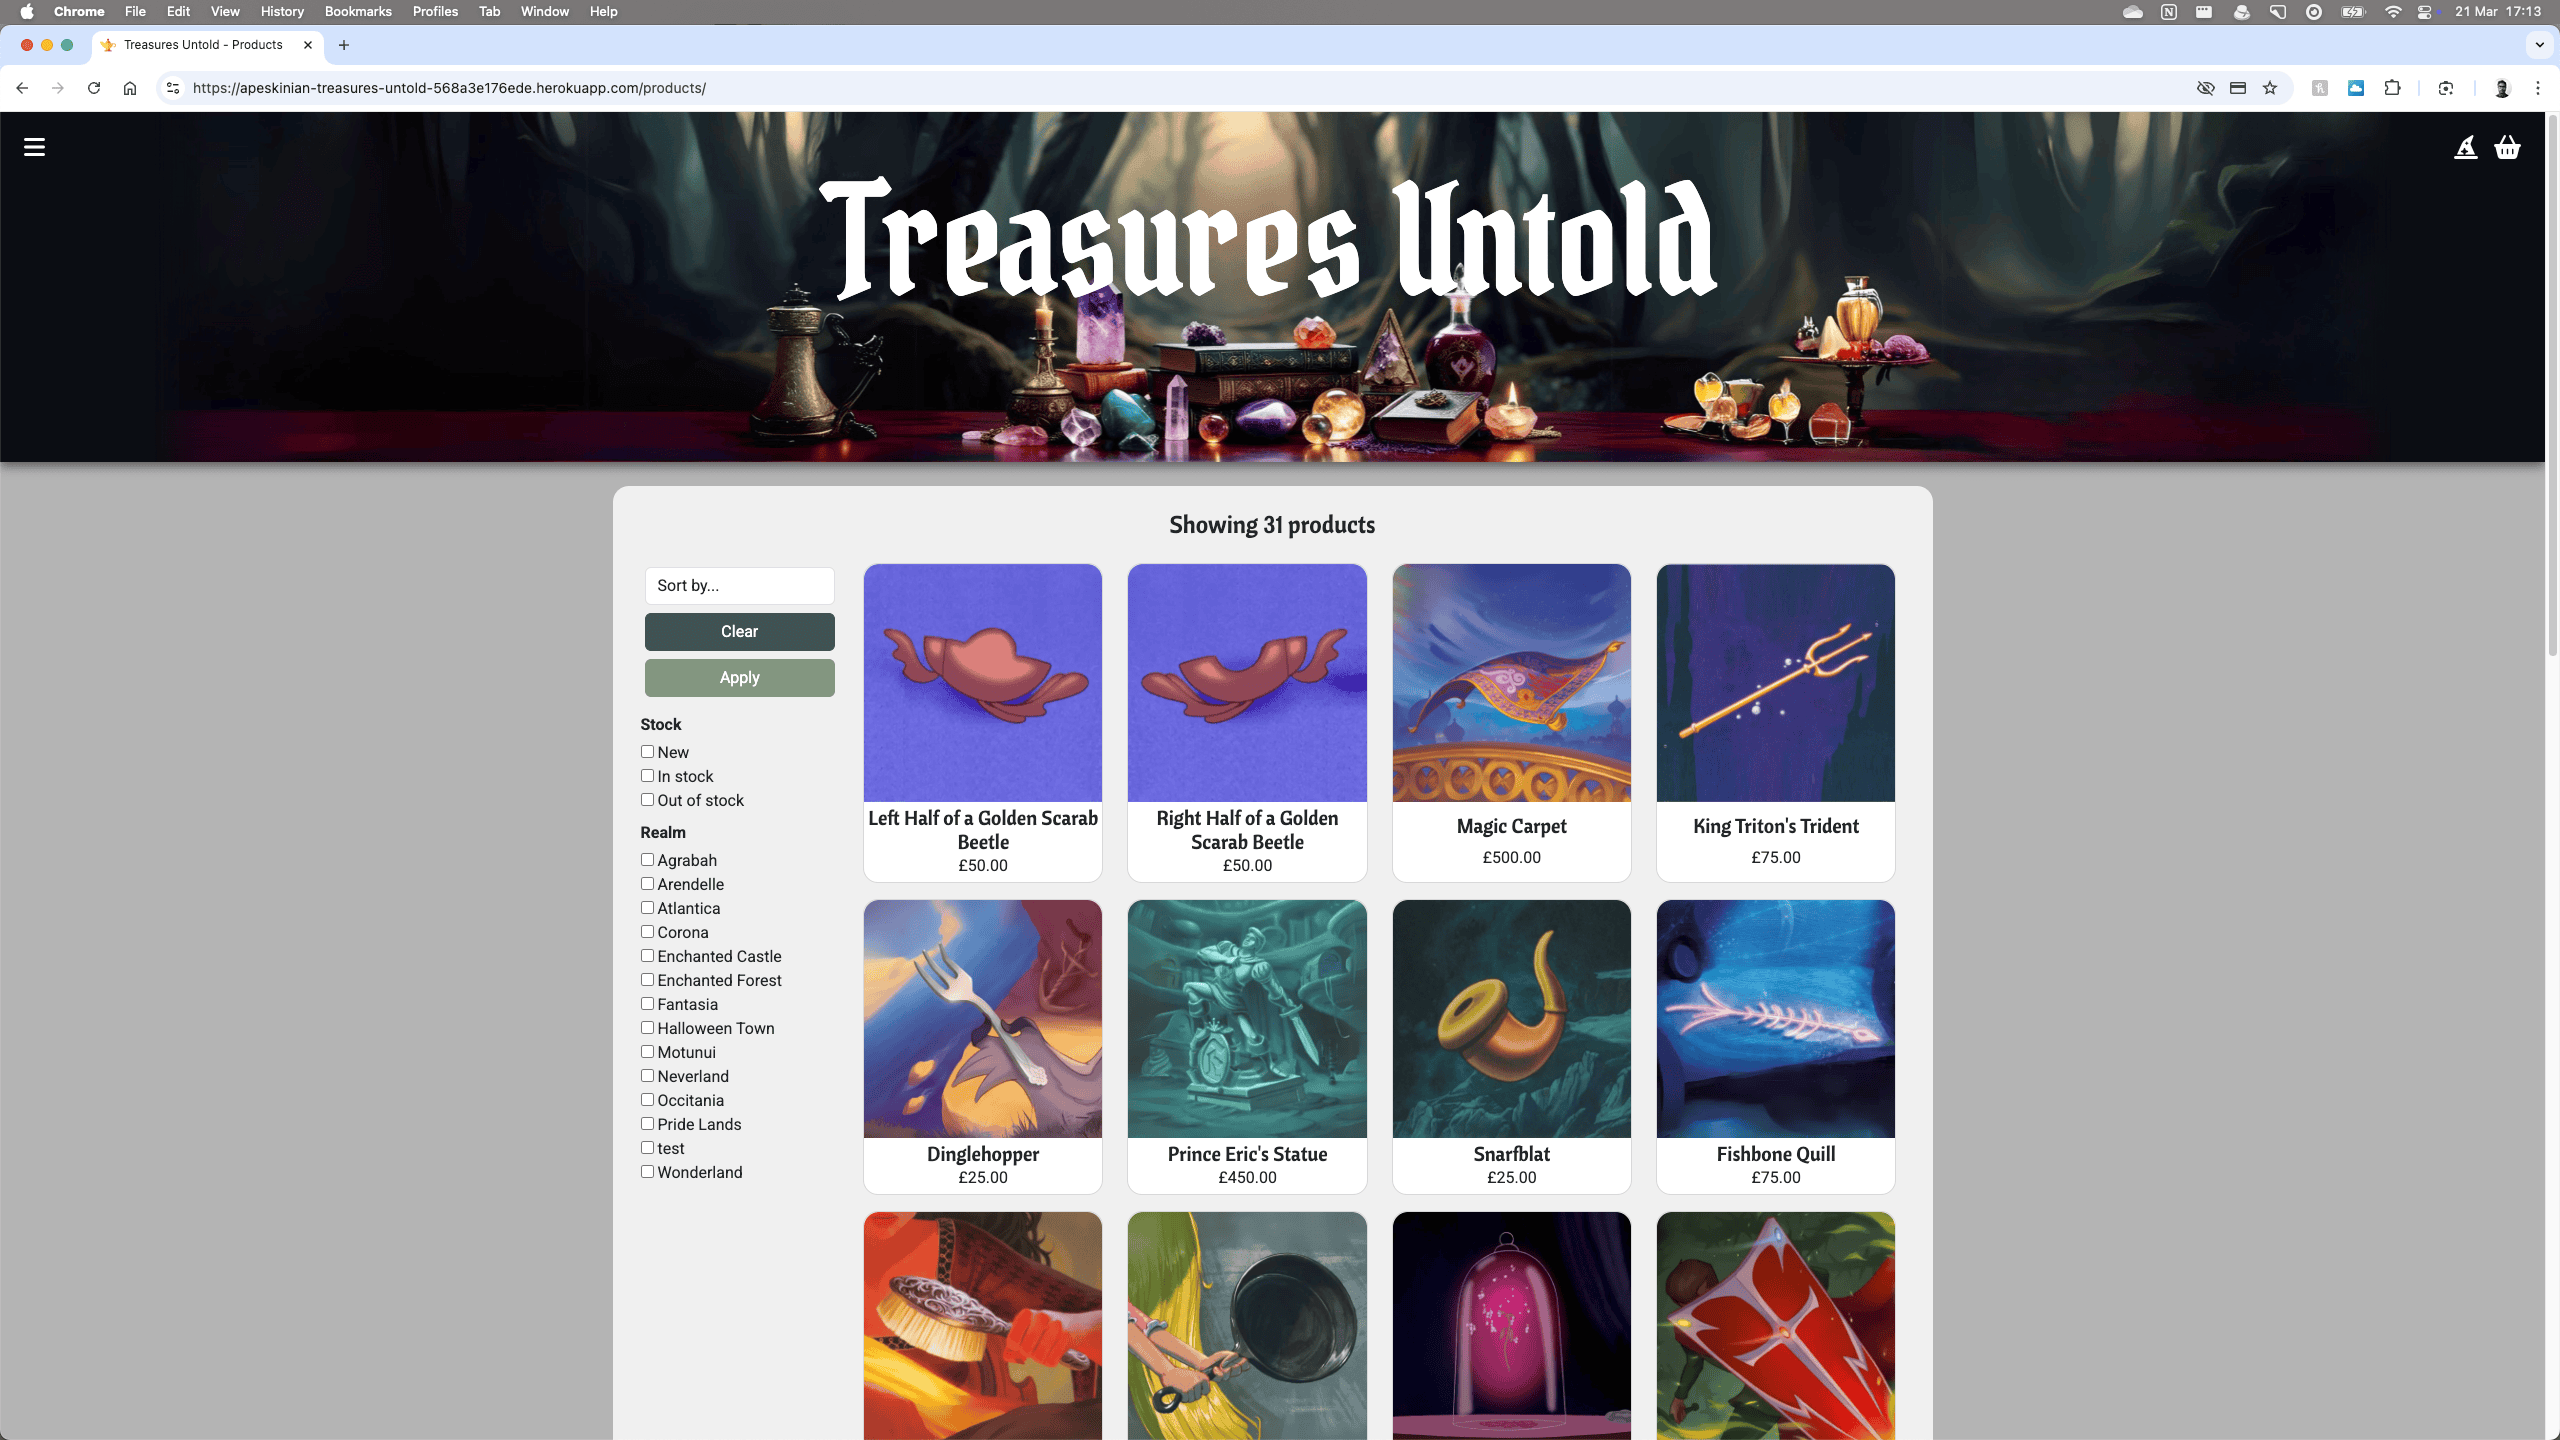 Chrome File Edit View History Bookmarks Profiles Tab Window Help 21 Mar 17:13
Treasures Untold - Products
https://apeskinian-treasures-untold-568a3e176ede.herokuapp.com/products/
Treasures Untold
Showing 31 products
Sort by...
Clear
Apply
Stock
New
In stock
Out of stock
Realm
Agrabah
Arendelle
Atlantica
Corona
Enchanted Castle
Enchanted Forest
Fantasia
Halloween Town
Motunui
Neverland
Occitania
Pride Lands
test
Wonderland
Left Half of a Golden Scarab
Beetle
£50.00
Right Half of a Golden
Scarab Beetle
£50.00
Magic Carpet
£500.00
King Triton's Trident
£75.00
Dinglehopper
£25.00
Prince Eric's Statue
£450.00
Snarfblat
£25.00
Fishbone Quill
£75.00